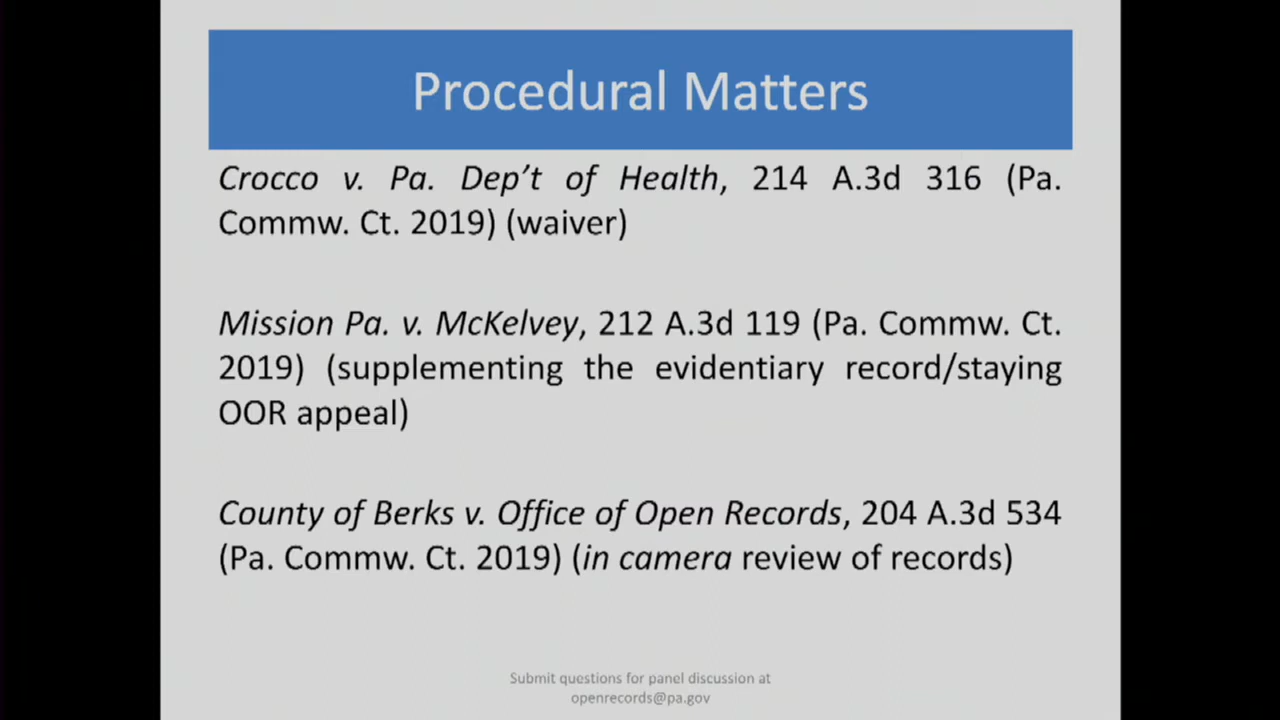 Procedural Matters
Crocco v. Pa. Dep’t of Health, 214 A.3d 316 (Pa.
Commw. Ct. 2019) (waiver)
Mission Pa. v. McKelvey, 212 A.3d 119 (Pa. Commw. Ct.
2019) (supplementing the evidentiary record/staying
OOR appeal)
County of Berks v. Office of Open Records, 204 A.3d 534
(Pa. Commw. Ct. 2019) (in camera review of records)
Submit questions for panel discussion at
openrecords@pa.gov